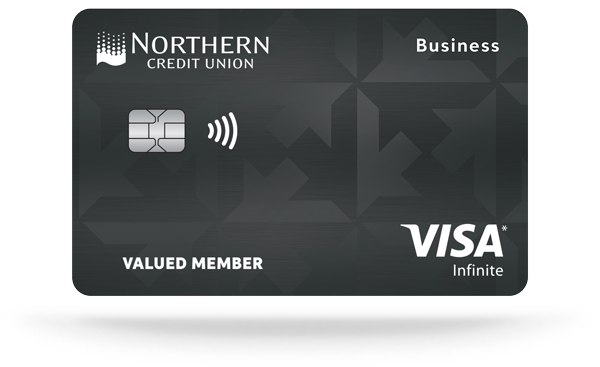 NORTHERN
CREDIT UNION
Business
VALUED MEMBER
VISA*
Infinite